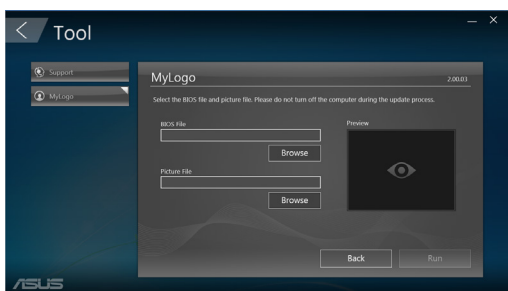 Tool
Support
MyLogo
MyLogo
2.00.03
Select the BIOS file and picture file. Please do not turn off the computer during the update process.
BIOS File
Preview
Browse
Picture File
Browse
Back
Run
ASUS